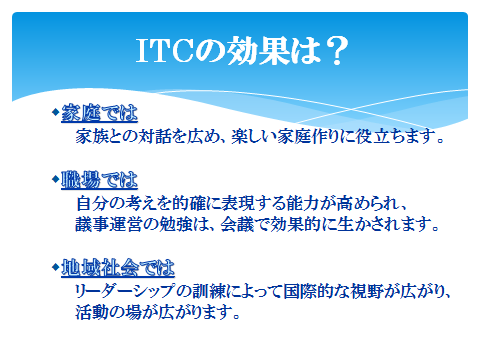 ITCの効果は？
◆家庭では
家族との対話を広め、楽しい家庭作りに役立ちます。
◆職場では
自分の考えを的確に表現する能力が高められ、
議事運営の勉強は、会議で効果的に生かされます。
◆地域社会では
リーダーシップの訓練によって国際的な視野が広がり、
活動の場が広がります。